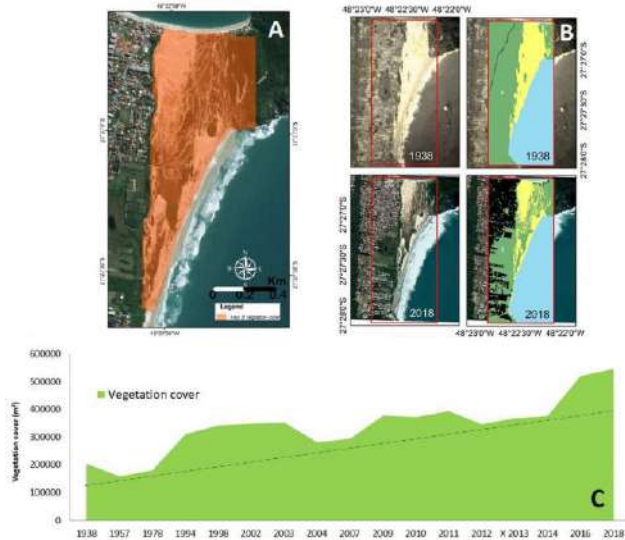 48°22'30"W
A
Km
0 0.2 0.4
Legend
48°23'0"W 48°22'30"W 48°22'0"W
B
27°27'0"S
27°27'30"S
27°28'0"S
1938
1938
27°27'0"S
27°27'30"S
27°28'0"S
2018
2018
48°23'0"W 48°22'30"W 48°22'0"W
600000
500000
400000
300000
200000
100000
0
Vegetation cover (m²)
Vegetation cover
C
1938 1957 1978 1994 1998 2002 2003 2004 2007 2009 2010 2011 2012 X 2013 2014 2016 2018